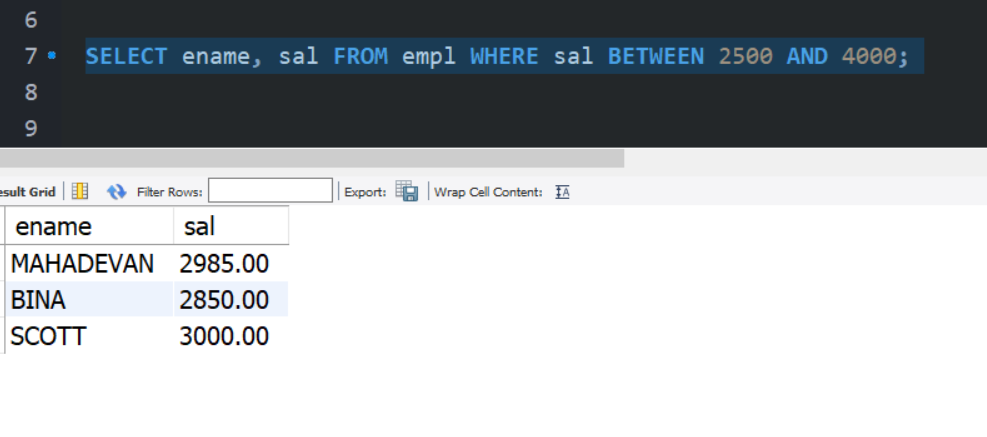 6
7 SELECT ename, sal FROM empl WHERE sal BETWEEN 2500 AND 4000;
8
9
esult Grid Filter Rows: Export: Wrap Cell Content: IA
ename sal
MAHADEVAN 2985.00
BINA 2850.00
SCOTT 3000.00